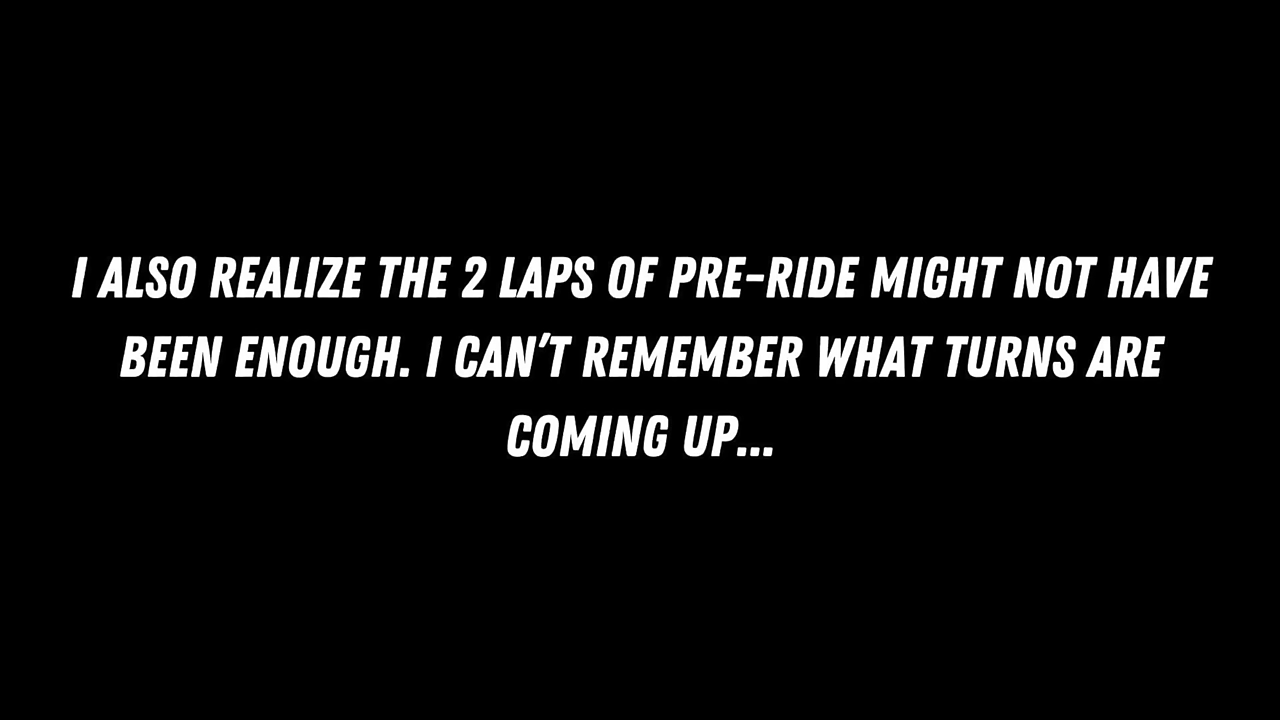 I ALSO REALIZE THE 2 LAPS OF PRE-RIDE MIGHT NOT HAVE
BEEN ENOUGH. I CAN'T REMEMBER WHAT TURNS ARE
COMING UP...